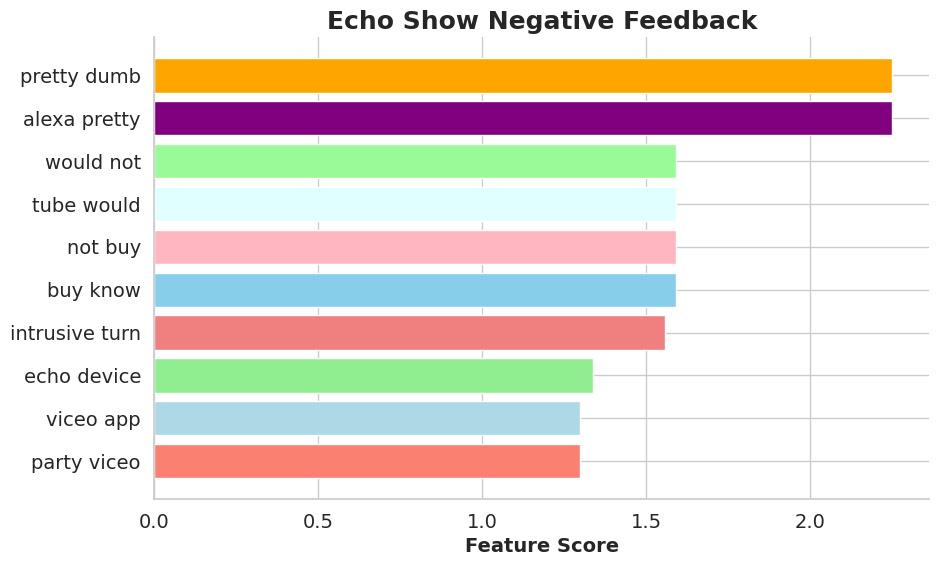 Echo Show Negative Feedback
pretty dumb
alexa pretty
would not
tube would
not buy
buy know
intrusive turn
echo device
viceo app
party viceo
0.0 0.5 1.0 1.5 2.0
Feature Score